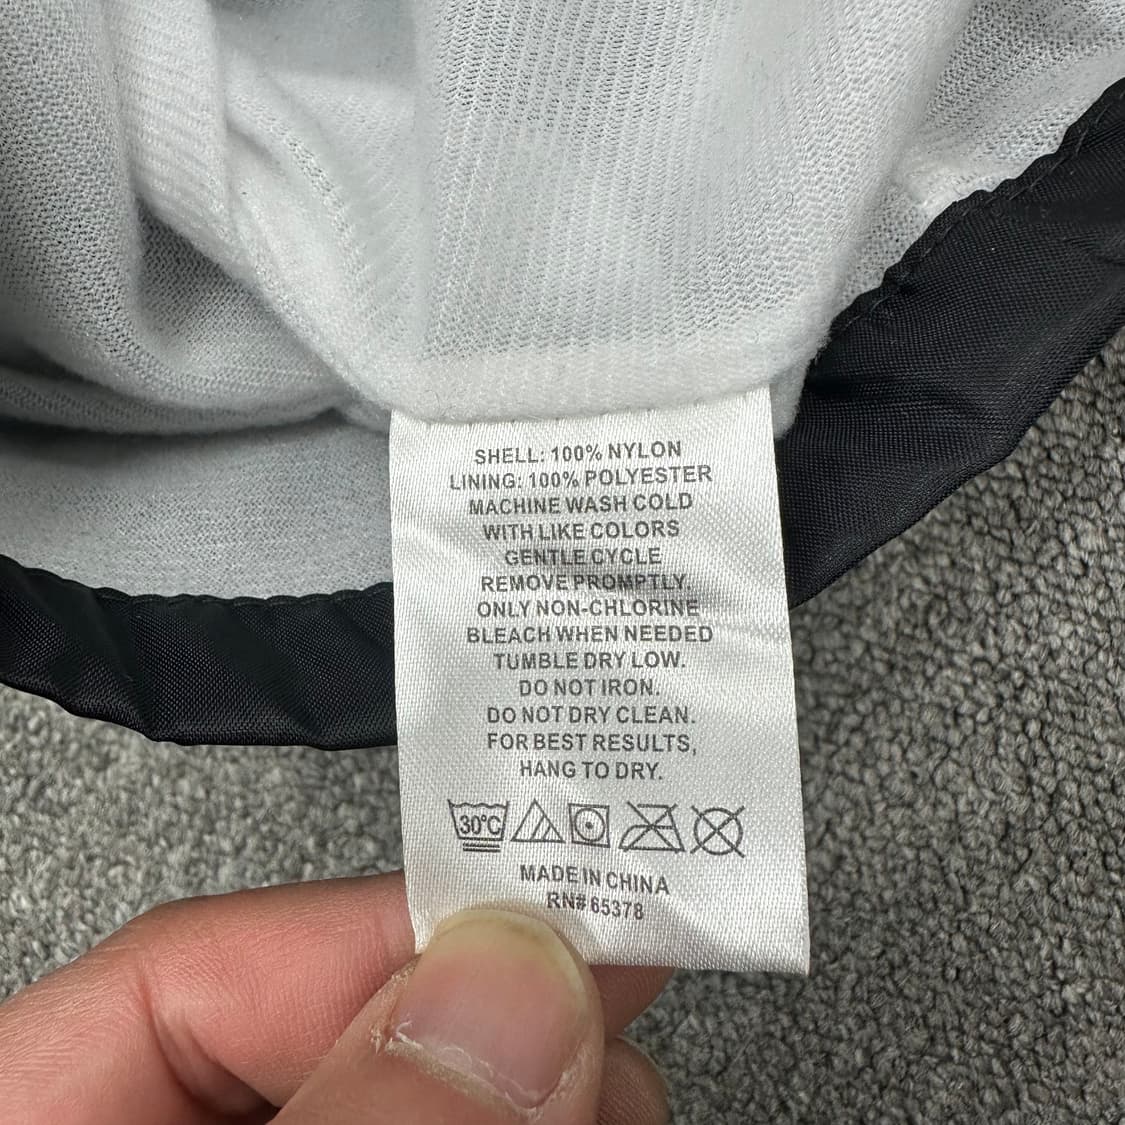 SHELL: 100% NYLON
LINING: 100% POLYESTER
MACHINE WASH COLD
WITH LIKE COLORS
GENTLE CYCLE
REMOVE PROMPTLY.
ONLY NON-CHLORINE
BLEACH WHEN NEEDED
TUMBLE DRY LOW.
DO NOT IRON.
DO NOT DRY CLEAN.
FOR BEST RESULTS,
HANG TO DRY.
30°C
MADE IN CHINA
RN# 65378